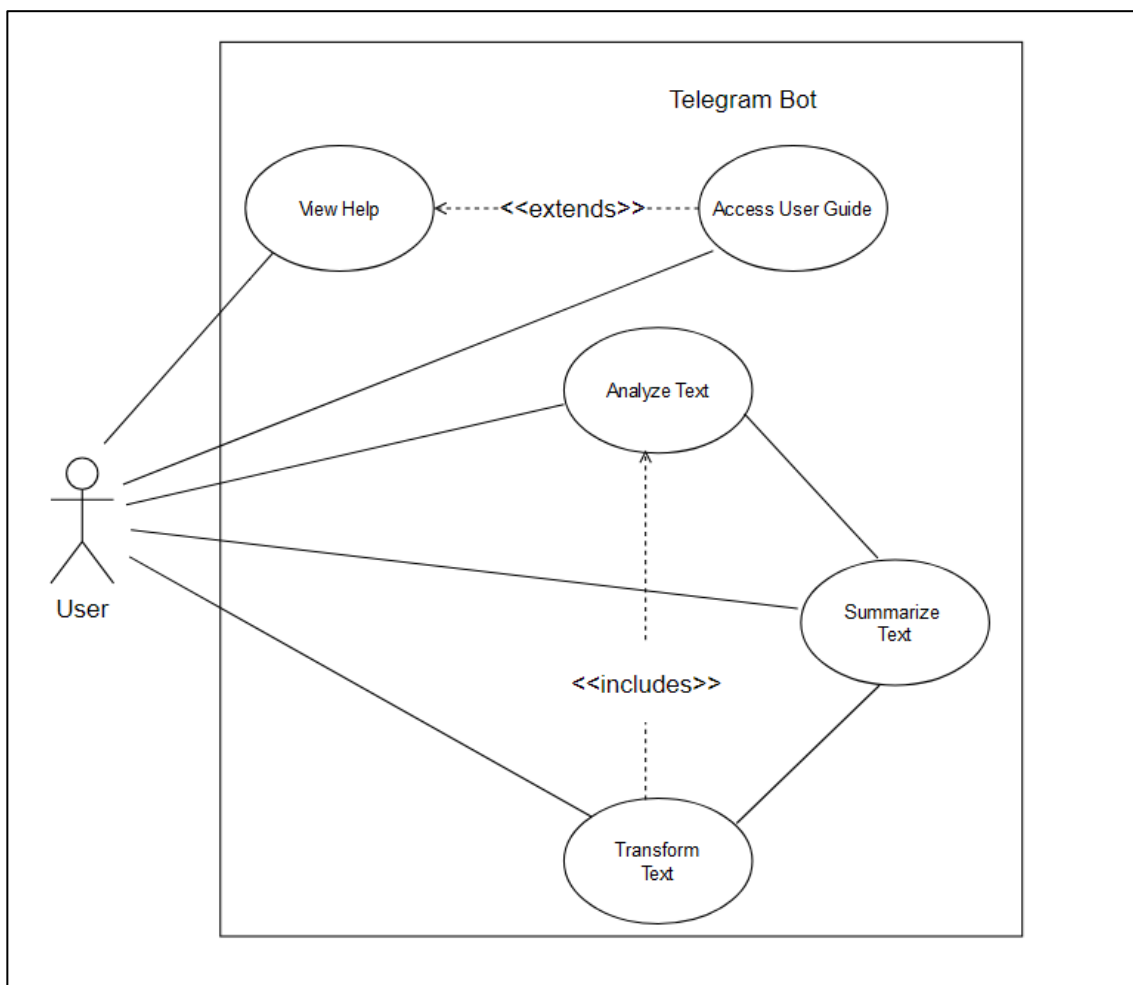 Telegram Bot
View Help
<<extends>>
Access User Guide
Analyze Text
User
Summarize
Text
<<includes>>
Transform
Text